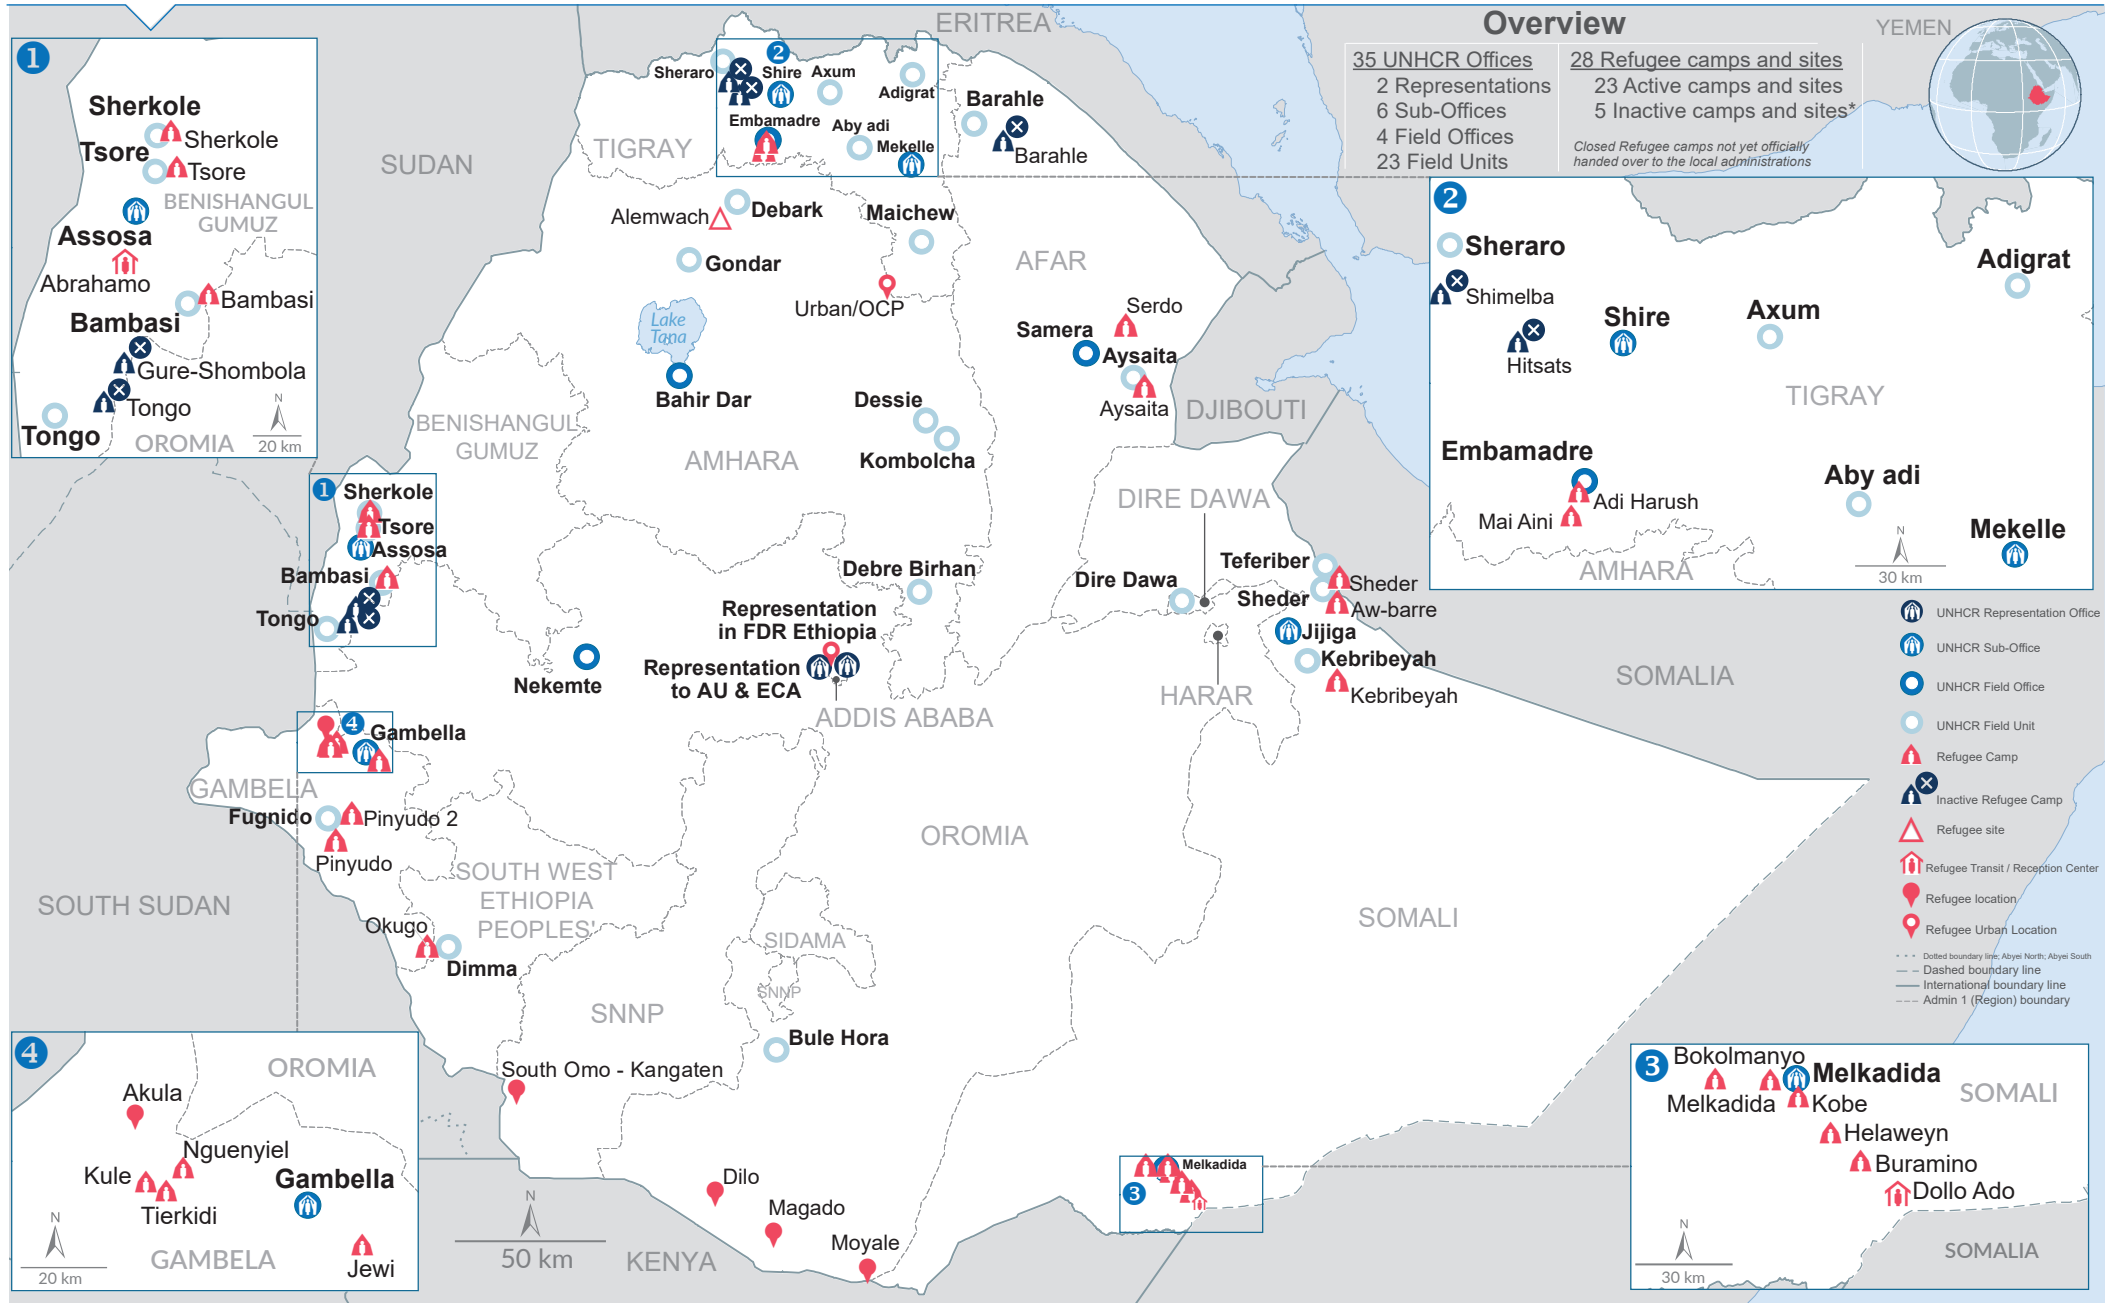 ERITREA
YEMEN
SUDAN
DJIBOUTI
SOMALIA
SOUTH SUDAN
KENYA
Overview
35 UNHCR Offices
2 Representations
6 Sub-Offices
4 Field Offices
23 Field Units
28 Refugee camps and sites
23 Active camps and sites
5 Inactive camps and sites*
Closed Refugee camps not yet officially
handed over to the local administrations
1
Sherkole
Sherkole
Tsore
Tsore
BENISHANGUL
GUMUZ
Assosa
Abrahamo
Bambasi
Bambasi
Gure-Shombola
Tongo
Tongo
OROMIA
N
20 km
2
Sheraro
Shire
Axum
Adigrat
Embamadre
Aby adi
Mekelle
TIGRAY
Barahle
Barahle
Alemwach
Debark
Maichew
Gondar
AFAR
Urban/OCP
Lake
Tana
Serdo
Samera
Aysaita
Aysaita
Bahir Dar
Dessie
Kombolcha
BENISHANGUL
GUMUZ
AMHARA
DIRE DAWA
1
Sherkole
Tsore
Assosa
Bambasi
Tongo
Debre Birhan
Dire Dawa
Teferiber
Sheder
Sheder
Aw-barre
Jijiga
Kebribeyah
Kebribeyah
HARAR
Representation
in FDR Ethiopia
Representation
to AU & ECA
ADDIS ABABA
Nekemte
4
Gambella
GAMBELA
Fugnido
Pinyudo 2
Pinyudo
OROMIA
SOUTH WEST
ETHIOPIA
PEOPLES'
Okugo
Dimma
SIDAMA
SNNP
SNNP
SOMALI
Bule Hora
South Omo - Kangaten
Dilo
Magado
Moyale
Melkadida
3
N
50 km
2
Sheraro
Adigrat
Shimelba
Shire
Axum
Hitsats
TIGRAY
Embamadre
Adi Harush
Mai Aini
Aby adi
Mekelle
AMHARA
N
30 km
UNHCR Representation Office
UNHCR Sub-Office
UNHCR Field Office
UNHCR Field Unit
Refugee Camp
Inactive Refugee Camp
Refugee site
Refugee Transit / Reception Center
Refugee location
Refugee Urban Location
Dotted boundary line; Abyei North; Abyei South
Dashed boundary line
International boundary line
Admin 1 (Region) boundary
4
OROMIA
Akula
Nguenyiel
Kule
Tierkidi
Gambella
Jewi
GAMBELA
N
20 km
3
Bokolmanyo
Melkadida
Melkadida
Kobe
SOMALI
Helaweyn
Buramino
Dollo Ado
SOMALIA
N
30 km